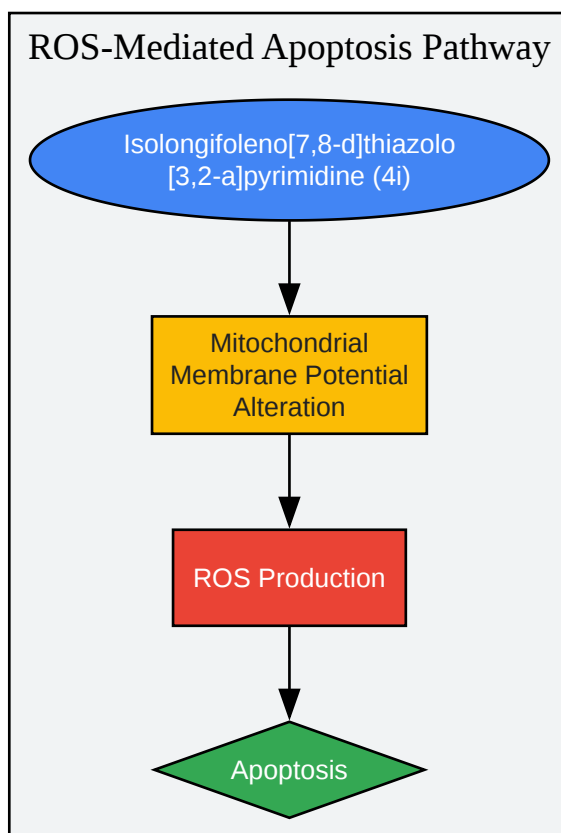 ROS-Mediated Apoptosis Pathway
Isolongifoleno[7,8-d]thiazolo
[3,2-a]pyrimidine (4i)
Mitochondrial
Membrane Potential
Alteration
ROS Production
Apoptosis